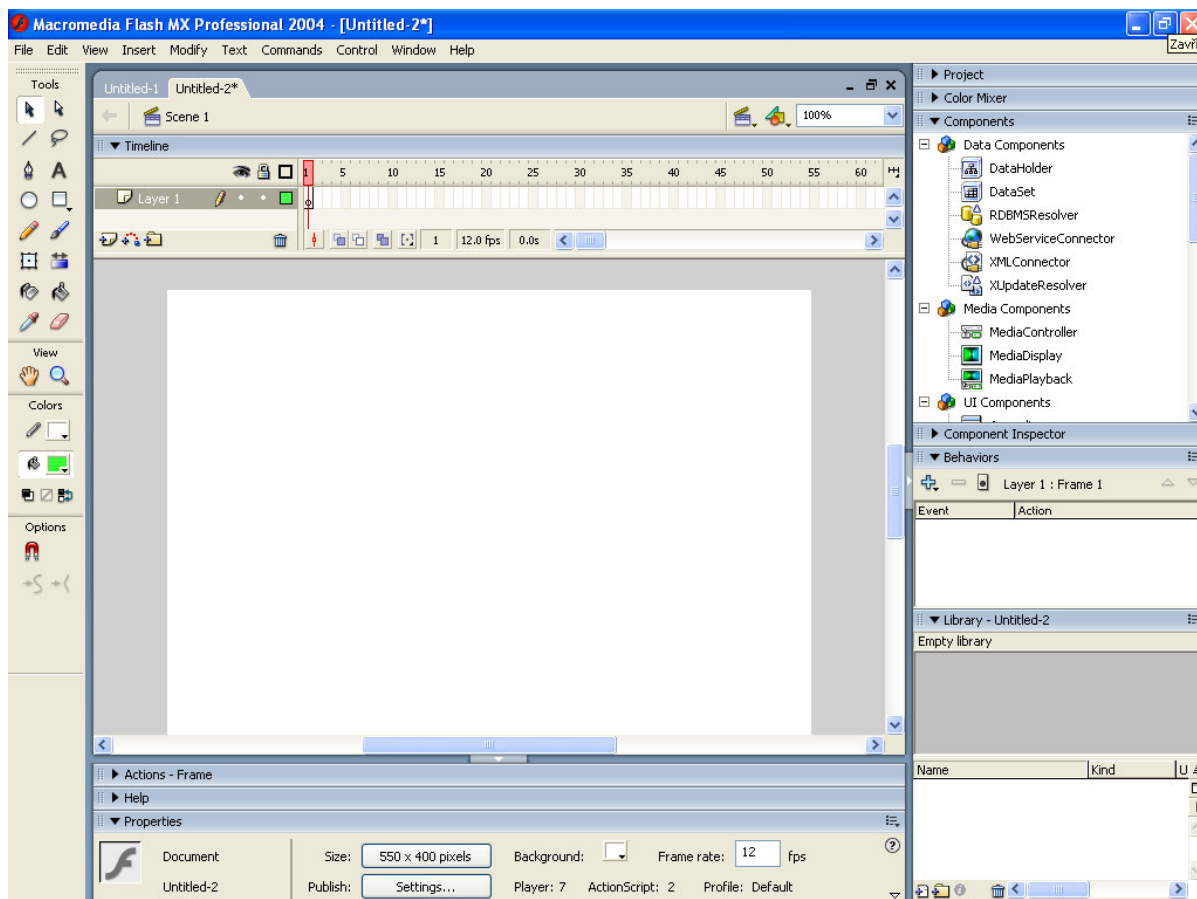 Macromedia Flash MX Professional 2004 - [Untitled-2*]
File Edit View Insert Modify Text Commands Control Window Help
Zavří
Tools
View
Colors
Options
Untitled-1 Untitled-2*
Scene 1 100%
Timeline
1 5 10 15 20 25 30 35 40 45 50 55 60
Layer 1
1 12.0 fps 0.0s
Actions - Frame
Help
Properties
Document Size: 550 x 400 pixels Background: Frame rate: 12 fps
Untitled-2 Publish: Settings... Player: 7 ActionScript: 2 Profile: Default
Project
Color Mixer
Components
Data Components
DataHolder
DataSet
RDBMSResolver
WebServiceConnector
XMLConnector
XUpdateResolver
Media Components
MediaController
MediaDisplay
MediaPlayback
UI Components
Component Inspector
Behaviors
Layer 1 : Frame 1
Event Action
Library - Untitled-2
Empty library
Name Kind U